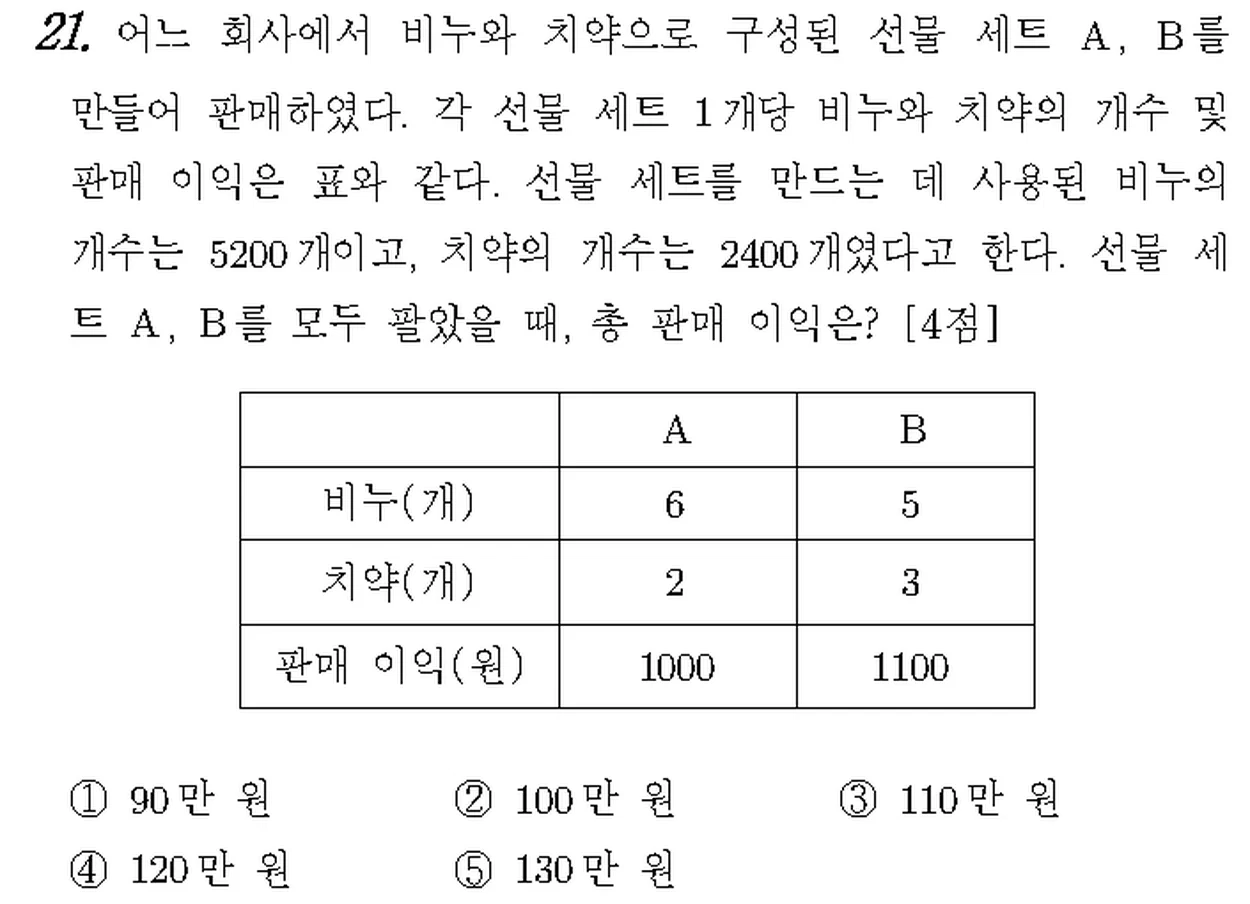 21. 어느 회사에서 비누와 치약으로 구성된 선물 세트 A, B를
만들어 판매하였다. 각 선물 세트 1개당 비누와 치약의 개수 및
판매 이익은 표와 같다. 선물 세트를 만드는 데 사용된 비누의
개수는 5200개이고, 치약의 개수는 2400개였다고 한다. 선물 세
트 A, B를 모두 팔았을 때, 총 판매 이익은? [4점]
A B
비누(개) 6 5
치약(개) 2 3
판매 이익(원) 1000 1100
① 90만 원 ② 100만 원 ③ 110만 원
④ 120만 원 ⑤ 130만 원